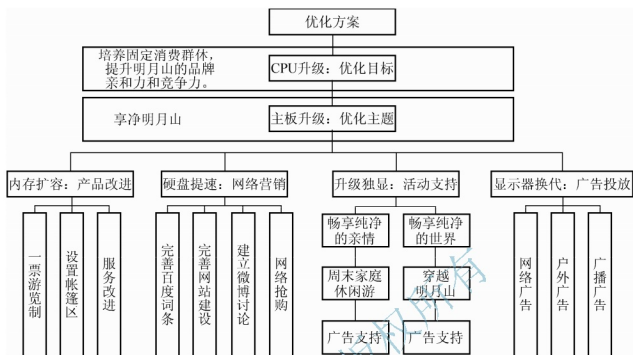 优化方案
培养固定消费群体,
提升明月山的品牌
亲和力和竞争力。
CPU升级：优化目标
享净明月山
主板升级：优化主题
内存扩容：产品改进
硬盘提速：网络营销
升级独显：活动支持
显示器换代：广告投放
一票游览制
设置帐篷区
服务改进
完善百度词条
完善网站建设
建立微博讨论
网络抢购
畅享纯净
的亲情
周末家庭
休闲游
广告支持
畅享纯净
的世界
穿越
明月山
广告支持
网络广告
户外广告
广播广告
版权所有